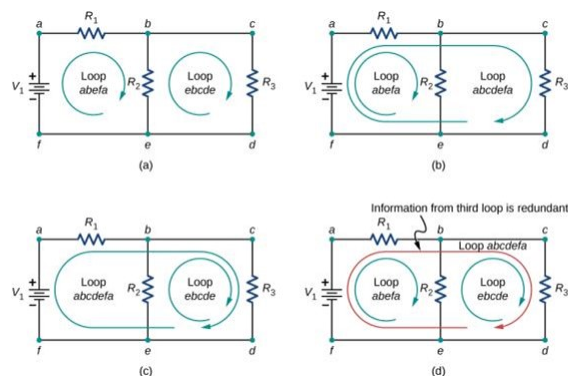 a R1 b c
V1 + − Loop abefa R2 Loop ebcde R3
f e d
(a)
a R1 b c
V1 + − Loop abefa R2 Loop abcdefa R3
f e d
(b)
a R1 b c
V1 + − Loop abcdefa R2 Loop ebcde R3
f e d
(c)
Information from third loop is redundant
a R1 b c
Loop abcdefa
V1 + − Loop abefa R2 Loop ebcde R3
f e d
(d)